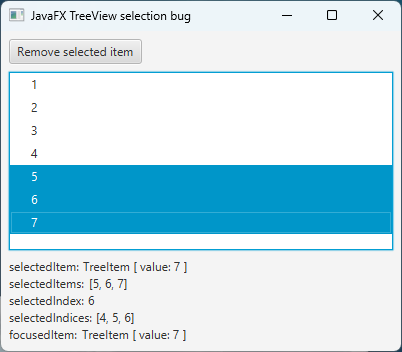 JavaFX TreeView selection bug
Remove selected item
1
2
3
4
5
6
7
selectedItem: TreeItem [ value: 7 ]
selectedItems: [5, 6, 7]
selectedIndex: 6
selectedIndices: [4, 5, 6]
focusedItem: TreeItem [ value: 7 ]